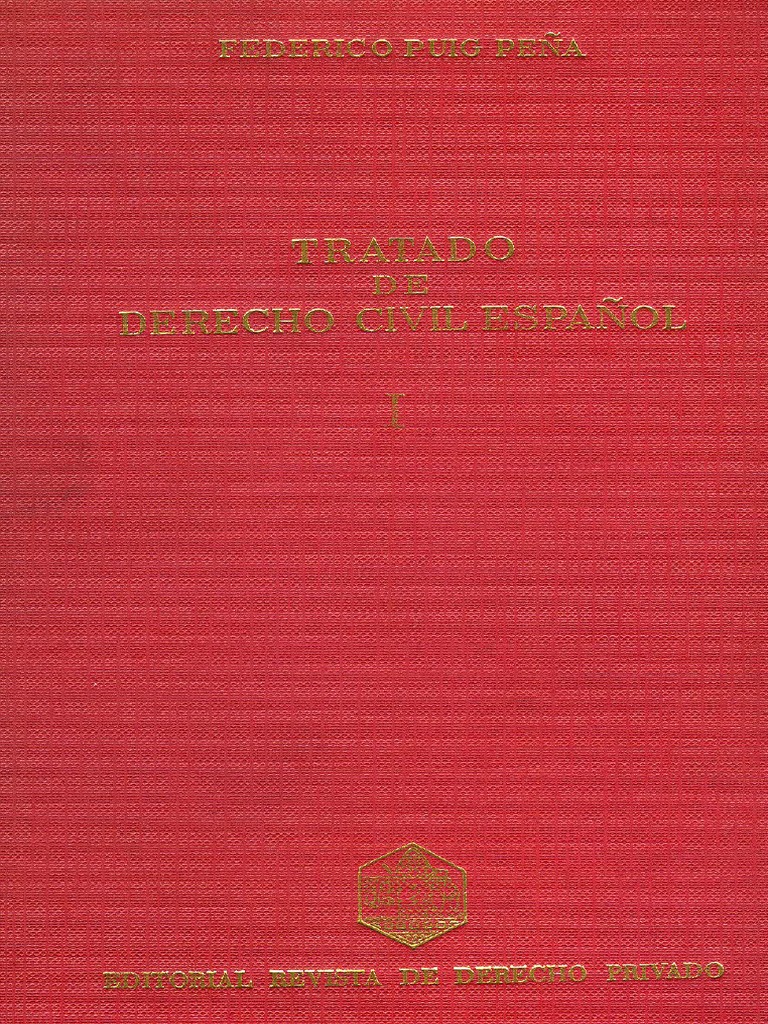 FEDERICO PUIG PEÑA
TRATADO
DE
DERECHO CIVIL ESPAÑOL
I
EDITORIAL REVISTA DE DERECHO PRIVADO